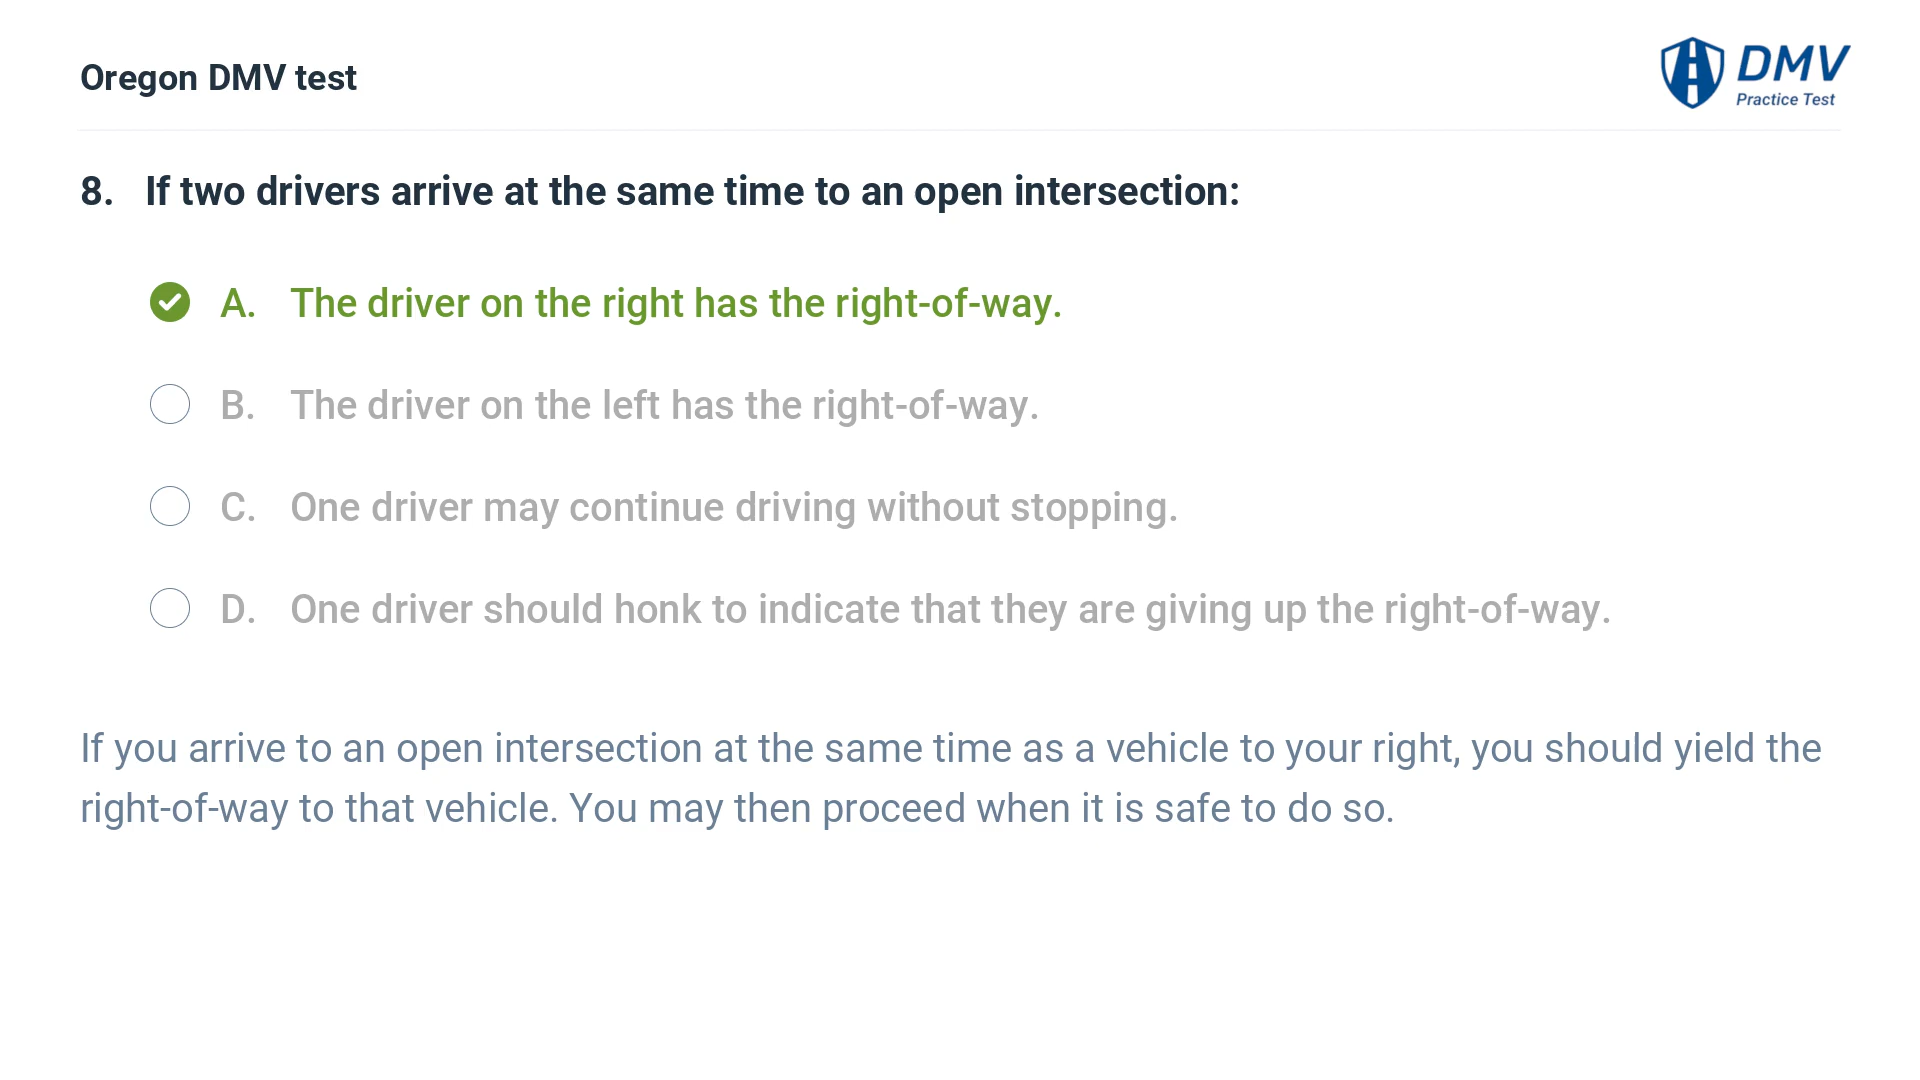 Oregon DMV test
DMV
Practice Test
8. If two drivers arrive at the same time to an open intersection:
A. The driver on the right has the right-of-way.
B. The driver on the left has the right-of-way.
C. One driver may continue driving without stopping.
D. One driver should honk to indicate that they are giving up the right-of-way.
If you arrive to an open intersection at the same time as a vehicle to your right, you should yield the
right-of-way to that vehicle. You may then proceed when it is safe to do so.